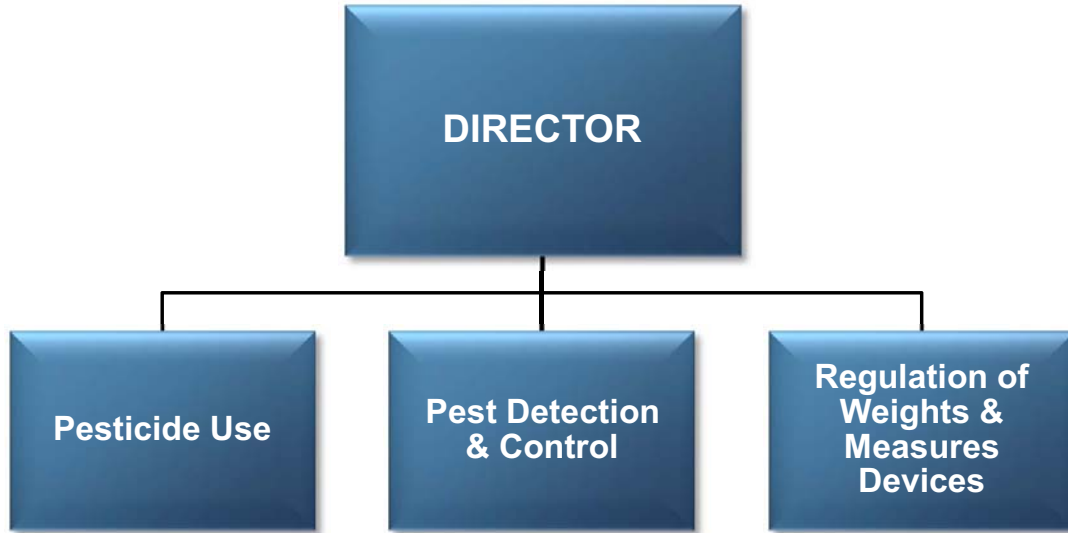 DIRECTOR
Pesticide Use
Pest Detection
& Control
Regulation of
Weights &
Measures
Devices